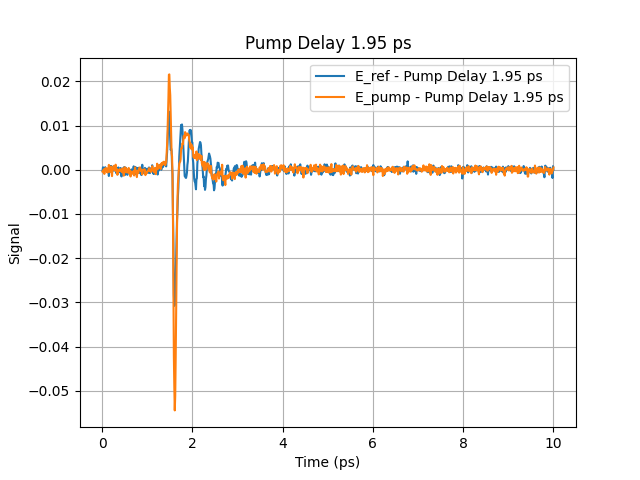 Pump Delay 1.95 ps
E_ref - Pump Delay 1.95 ps
E_pump - Pump Delay 1.95 ps
0.02
0.01
0.00
−0.01
−0.02
−0.03
−0.04
−0.05
Signal
0 2 4 6 8 10
Time (ps)